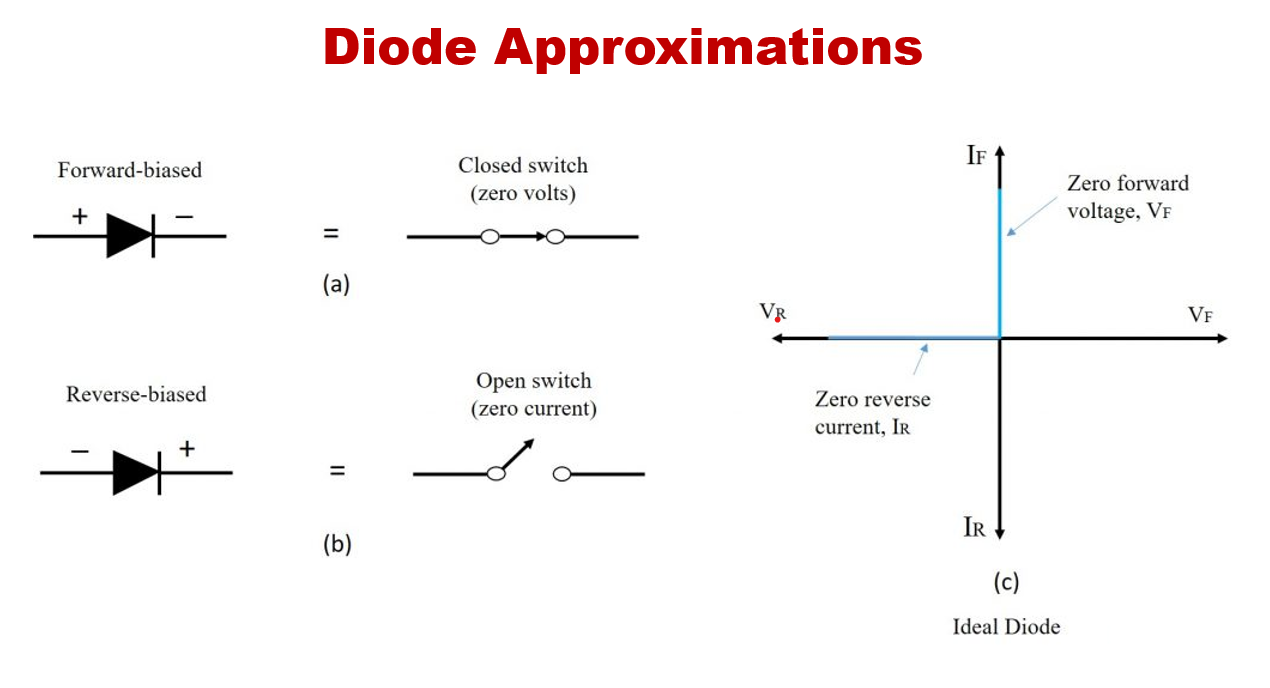 Diode Approximations
Forward-biased
+ −
=
Closed switch
(zero volts)
(a)
Reverse-biased
− +
=
Open switch
(zero current)
(b)
IF
Zero forward
voltage, VF
VR
VF
Zero reverse
current, IR
IR
(c)
Ideal Diode